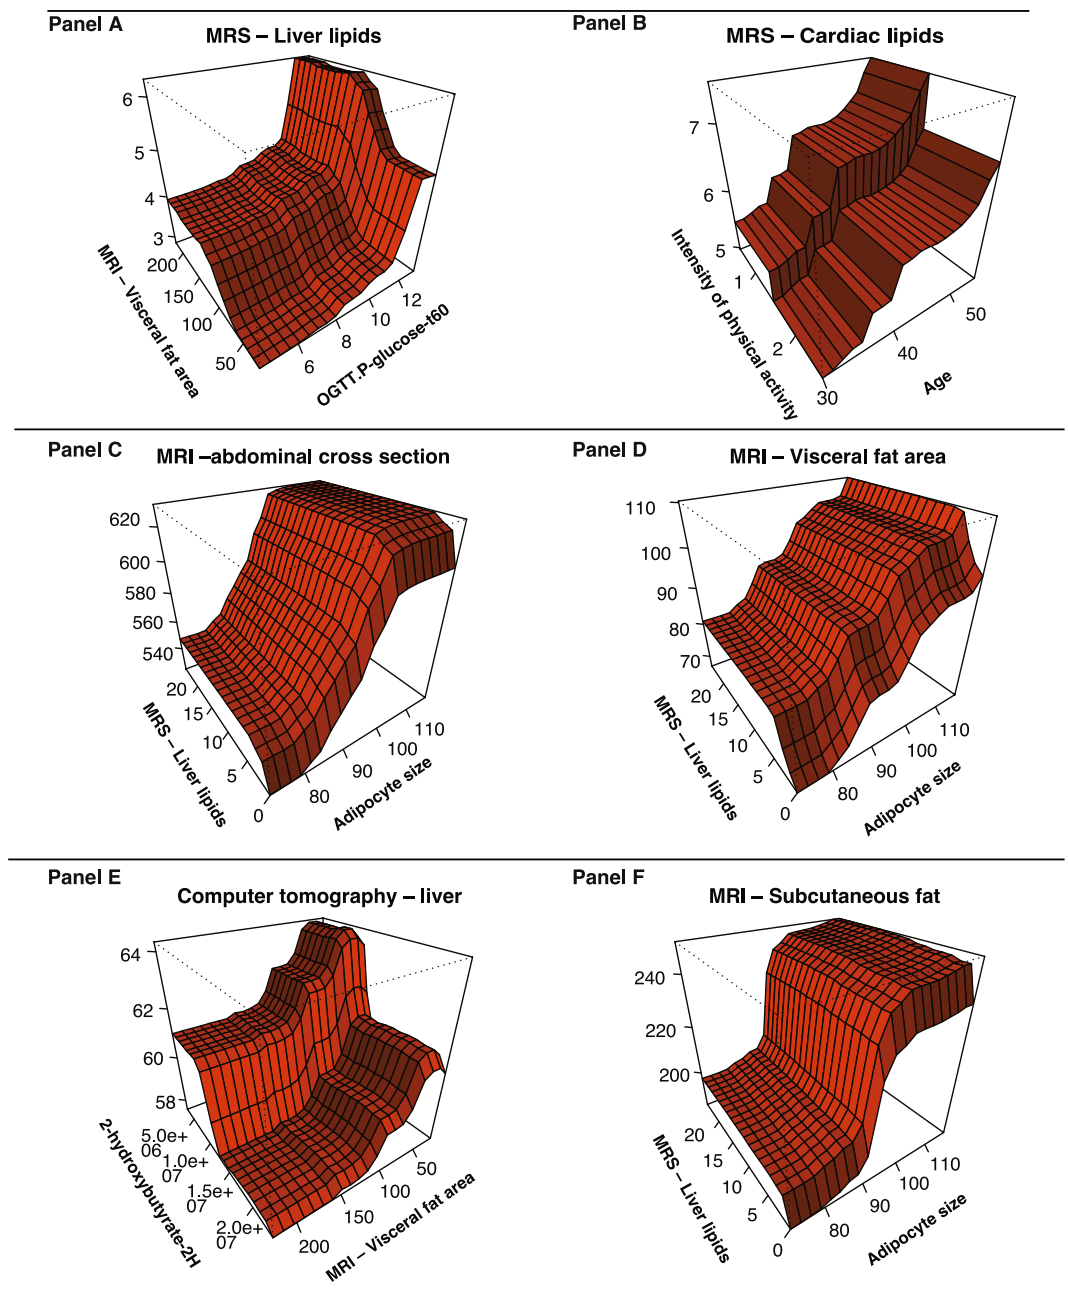 Panel A
MRS – Liver lipids
6
5
4
3
200
150
100
50
MRI – Visceral fat area
6
8
10
12
OGTT.P-glucose-t60
Panel B
MRS – Cardiac lipids
7
6
5
1
2
Intensity of physical activity
30
40
50
Age
Panel C
MRI –abdominal cross section
620
600
580
560
540
20
15
10
5
0
MRS – Liver lipids
80
90
100
110
Adipocyte size
Panel D
MRI – Visceral fat area
110
100
90
80
70
20
15
10
5
0
MRS – Liver lipids
80
90
100
110
Adipocyte size
Panel E
Computer tomography – liver
64
62
60
58
5.0e+
06
1.0e+
07
1.5e+
07
2.0e+
07
2-hydroxybutyrate-2H
200
150
100
50
MRI – Visceral fat area
Panel F
MRI – Subcutaneous fat
240
220
200
20
15
10
5
0
MRS – Liver lipids
80
90
100
110
Adipocyte size